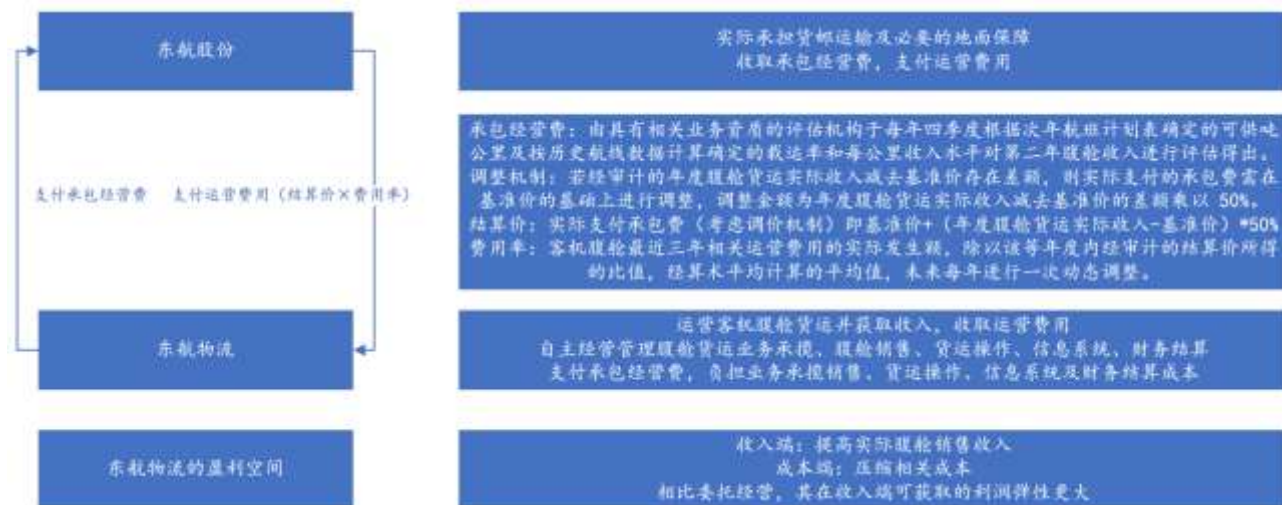 东航股份
实际承担货邮运输及必要的地面保障
收取承包经营费，支付运营费用
承包经营费：由具有相关业务资质的评估机构于每年四季度根据次年航班计划表确定的可供吨
公里及按历史航线数据计算确定的载运率和每公里收入水平对第二年腹舱收入进行评估得出。
调整机制：若经审计的年度腹舱货运实际收入减去基准价存在差额，则实际支付的承包费需在
基准价的基础上进行调整，调整金额为年度腹舱货运实际收入减去基准价的差额乘以 50%。
结算价：实际支付承包费（考虑调价机制）即基准价+（年度腹舱货运实际收入-基准价）*50%
费用率：客机腹舱最近三年相关运营费用的实际发生额，除以该等年度内经审计的结算价所得
的比值，经算术平均计算的平均值，未来每年进行一次动态调整。
支付承包经营费 支付运营费用（结算价×费用率）
东航物流
运营客机腹舱货运并获取收入，收取运营费用
自主经营管理腹舱货运业务承揽、腹舱销售、货运操作、信息系统、财务结算
支付承包经营费，负担业务承揽销售、货运操作、信息系统及财务结算成本
东航物流的盈利空间
收入端：提高实际腹舱销售收入
成本端：压缩相关成本
相比委托经营，其在收入端可获取的利润弹性更大